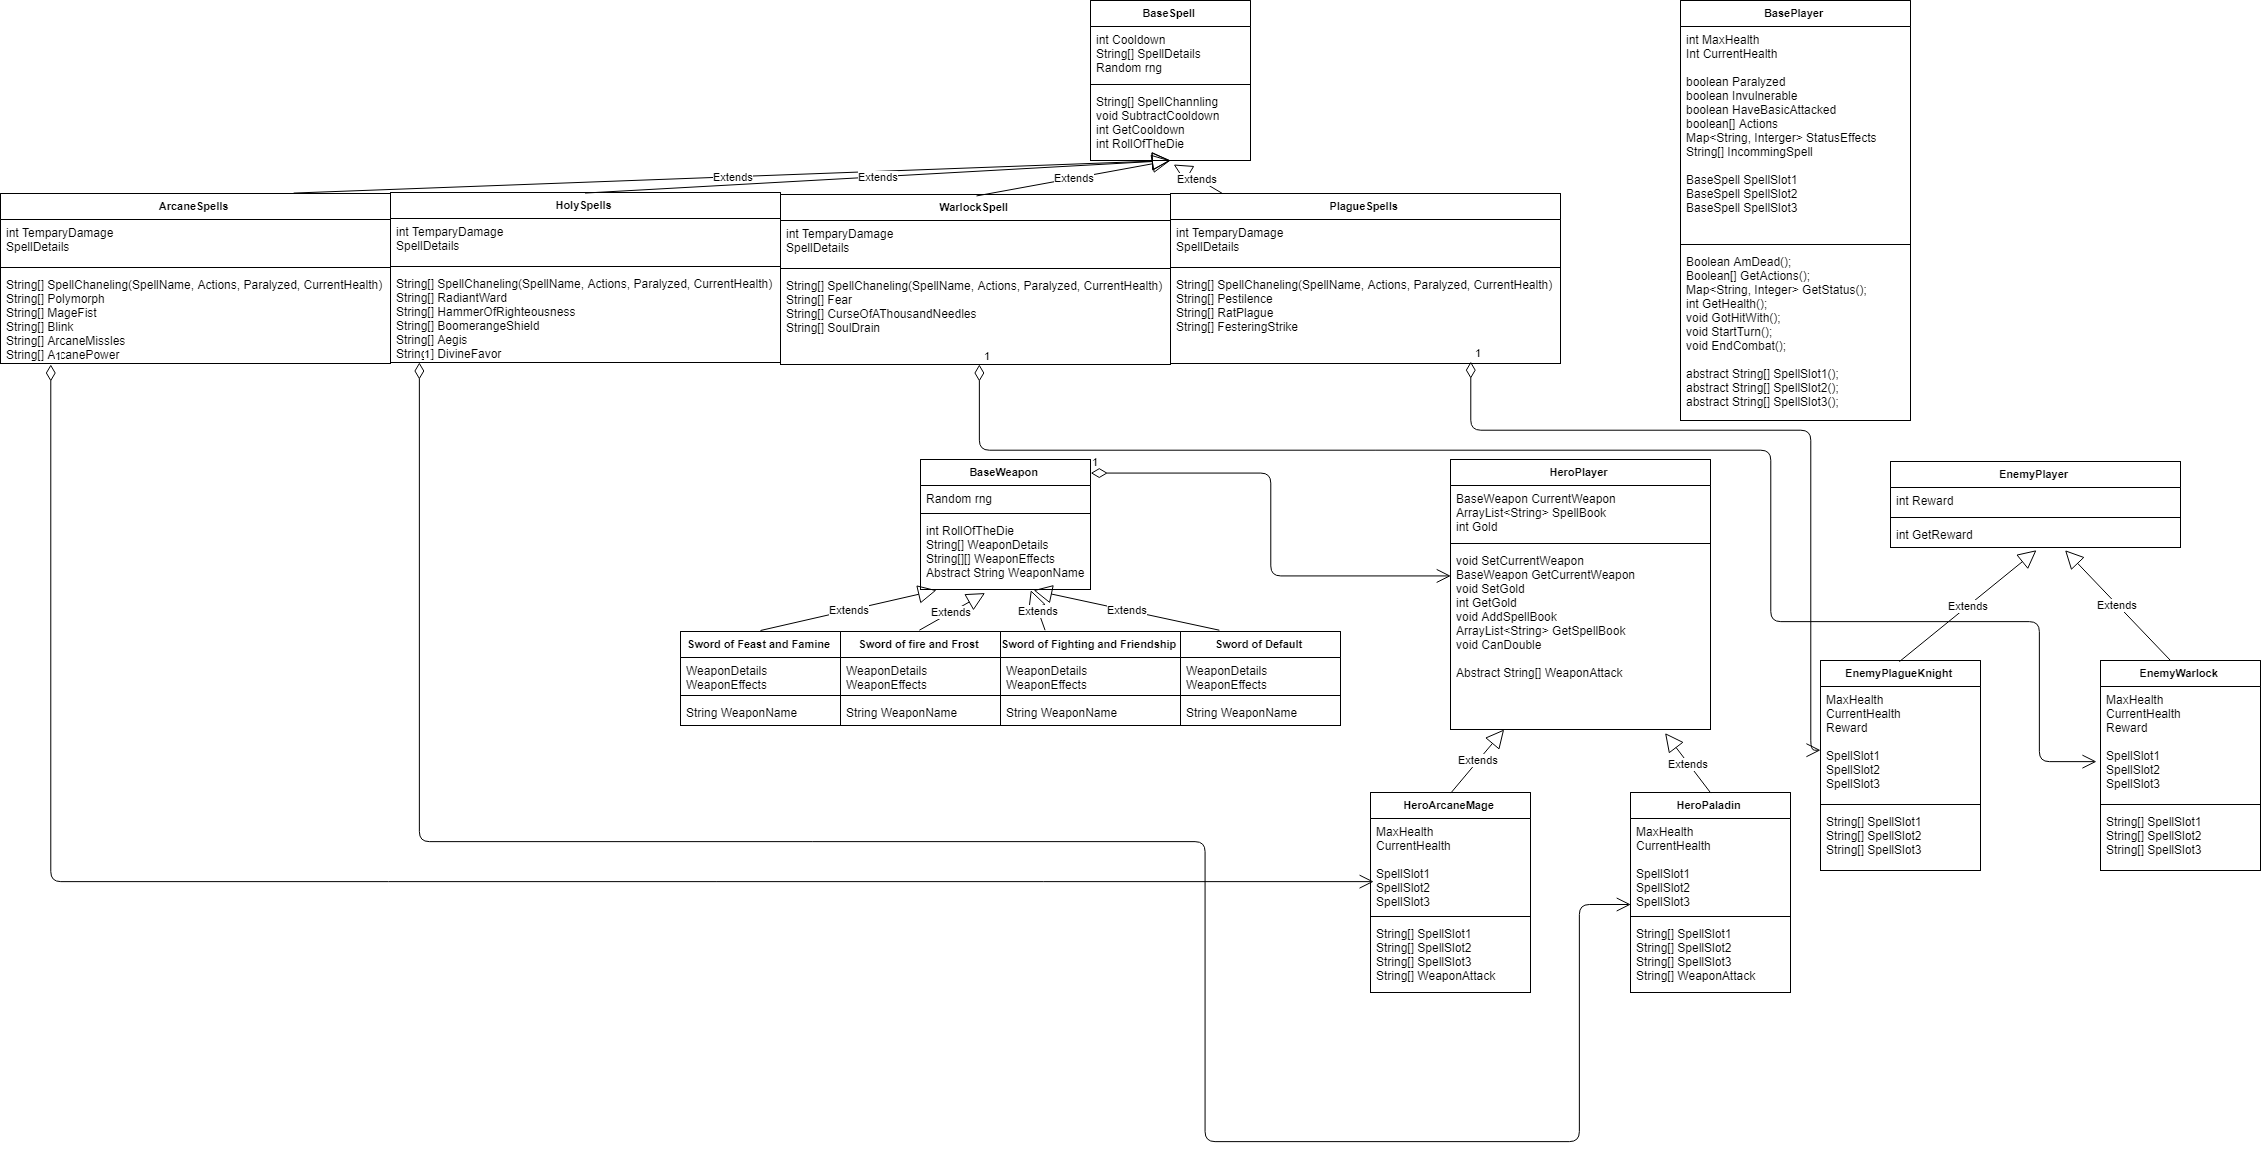 BaseSpell
int Cooldown
String[] SpellDetails
Random rng
String[] SpellChannling
void SubtractCooldown
int GetCooldown
int RollOfTheDie
BasePlayer
int MaxHealth
Int CurrentHealth
boolean Paralyzed
boolean Invulnerable
boolean HaveBasicAttacked
boolean[] Actions
Map<String, Interger> StatusEffects
String[] IncommingSpell
BaseSpell SpellSlot1
BaseSpell SpellSlot2
BaseSpell SpellSlot3
Boolean AmDead();
Boolean[] GetActions();
Map<String, Integer> GetStatus();
int GetHealth();
void GotHitWith();
void StartTurn();
void EndCombat();
abstract String[] SpellSlot1();
abstract String[] SpellSlot2();
abstract String[] SpellSlot3();
Extends
Extends
Extends
Extends
ArcaneSpells
int TemparyDamage
SpellDetails
String[] SpellChaneling(SpellName, Actions, Paralyzed, CurrentHealth)
String[] Polymorph
String[] MageFist
String[] Blink
String[] ArcaneMissles
String[] ArcanePower
1
HolySpells
int TemparyDamage
SpellDetails
String[] SpellChaneling(SpellName, Actions, Paralyzed, CurrentHealth)
String[] RadiantWard
String[] HammerOfRighteousness
String[] BoomerangeShield
String[] Aegis
String[] DivineFavor
1
WarlockSpell
int TemparyDamage
SpellDetails
String[] SpellChaneling(SpellName, Actions, Paralyzed, CurrentHealth)
String[] Fear
String[] CurseOfAThousandNeedles
String[] SoulDrain
1
PlagueSpells
int TemparyDamage
SpellDetails
String[] SpellChaneling(SpellName, Actions, Paralyzed, CurrentHealth)
String[] Pestilence
String[] RatPlague
String[] FesteringStrike
1
BaseWeapon
Random rng
int RollOfTheDie
String[] WeaponDetails
String[][] WeaponEffects
Abstract String WeaponName
1
Extends
Extends
Extends
Extends
Sword of Feast and Famine
WeaponDetails
WeaponEffects
String WeaponName
Sword of fire and Frost
WeaponDetails
WeaponEffects
String WeaponName
Sword of Fighting and Friendship
WeaponDetails
WeaponEffects
String WeaponName
Sword of Default
WeaponDetails
WeaponEffects
String WeaponName
HeroPlayer
BaseWeapon CurrentWeapon
ArrayList<String> SpellBook
int Gold
void SetCurrentWeapon
BaseWeapon GetCurrentWeapon
void SetGold
int GetGold
void AddSpellBook
ArrayList<String> GetSpellBook
void CanDouble
Abstract String[] WeaponAttack
Extends
Extends
HeroArcaneMage
MaxHealth
CurrentHealth
SpellSlot1
SpellSlot2
SpellSlot3
String[] SpellSlot1
String[] SpellSlot2
String[] SpellSlot3
String[] WeaponAttack
HeroPaladin
MaxHealth
CurrentHealth
SpellSlot1
SpellSlot2
SpellSlot3
String[] SpellSlot1
String[] SpellSlot2
String[] SpellSlot3
String[] WeaponAttack
EnemyPlayer
int Reward
int GetReward
Extends
Extends
EnemyPlagueKnight
MaxHealth
CurrentHealth
Reward
SpellSlot1
SpellSlot2
SpellSlot3
String[] SpellSlot1
String[] SpellSlot2
String[] SpellSlot3
EnemyWarlock
MaxHealth
CurrentHealth
Reward
SpellSlot1
SpellSlot2
SpellSlot3
String[] SpellSlot1
String[] SpellSlot2
String[] SpellSlot3